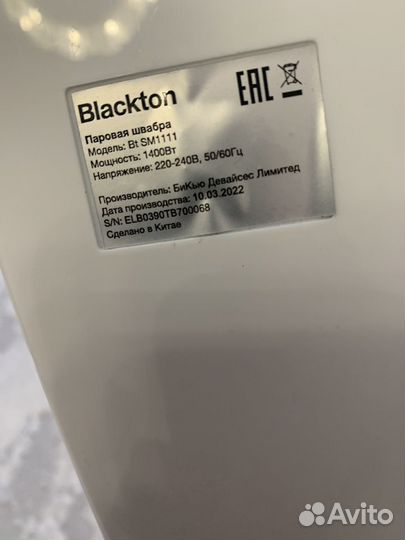 Blackton
EAC
Паровая швабра
Модель: Bt SM1111
Мощность: 1400Вт
Напряжение: 220-240В, 50/60Гц
Производитель: БиКью Девайсес Лимитед
Дата производства: 10.03.2022
S/N: ELB0390TB700068
Сделано в Китае
Avito